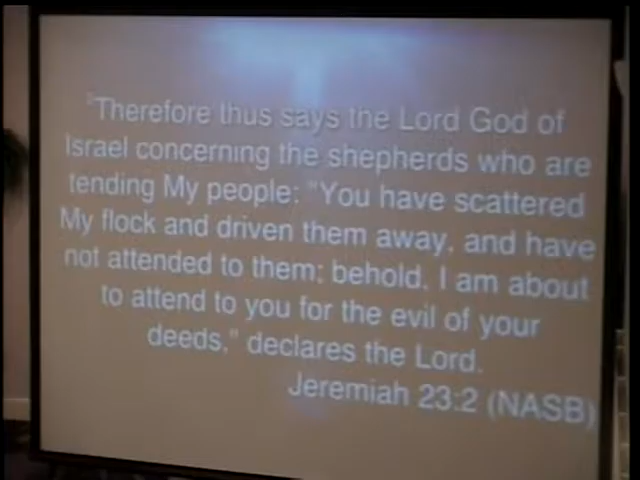 "Therefore thus says the Lord God of
Israel concerning the shepherds who are
tending My people: "You have scattered
My flock and driven them away, and have
not attended to them; behold, I am about
to attend to you for the evil of your
deeds," declares the Lord.
Jeremiah 23:2 (NASB)